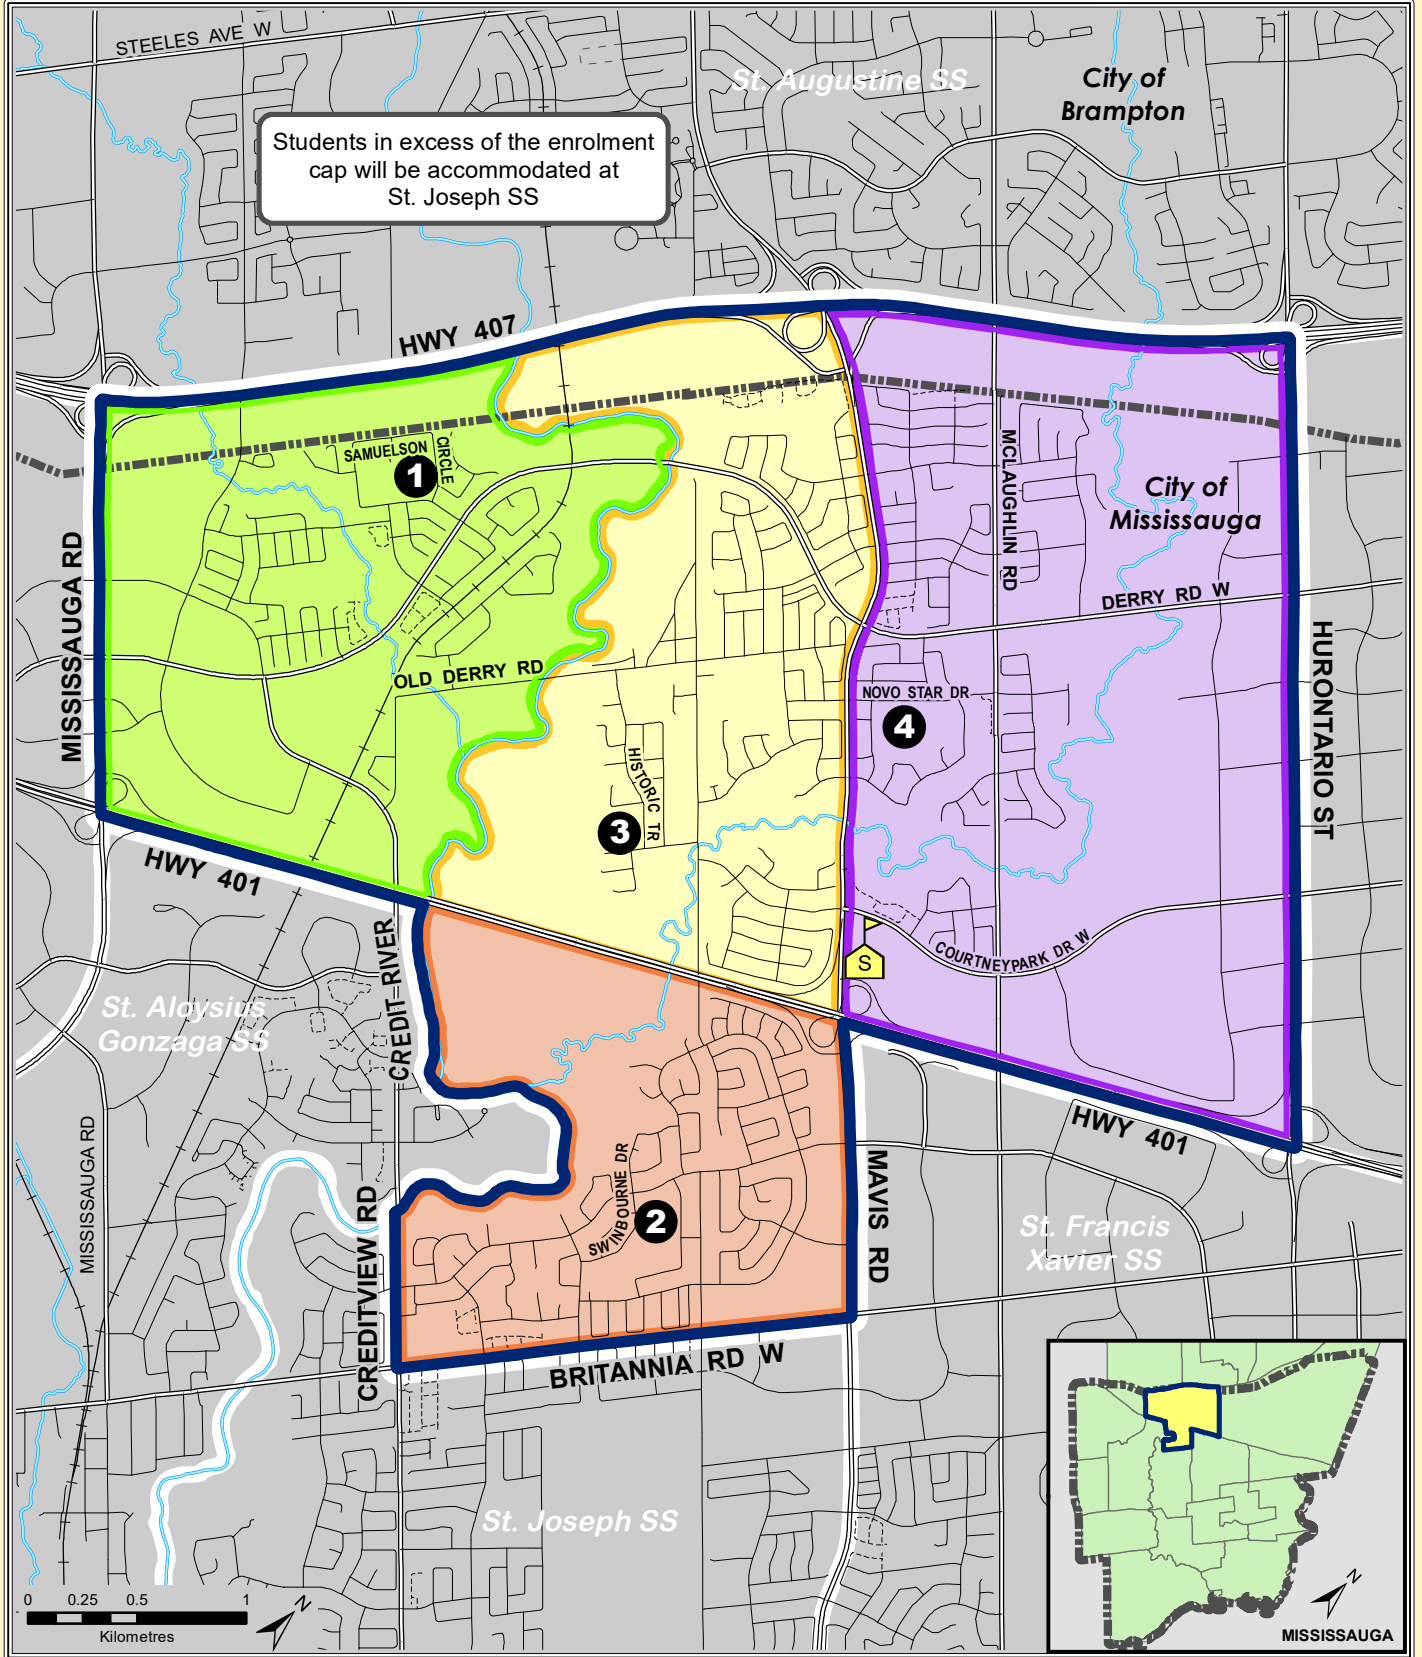 STEELES AVE W
St. Augustine SS
City of
Brampton
Students in excess of the enrolment
cap will be accommodated at
St. Joseph SS
HWY 407
SAMUELSON CIRCLE
1
MCLAUGHLIN RD
City of
Mississauga
MISSISSAUGA RD
DERRY RD W
HURONTARIO ST
OLD DERRY RD
NOVO STAR DR
4
HISTORIC TR
3
HWY 401
CREDIT RIVER
COURTNEYPARK DR W
S
St. Aloysius
Gonzaga SS
HWY 401
MISSISSAUGA RD
MAVIS RD
SWINBOURNE DR
2
St. Francis
Xavier SS
CREDITVIEW RD
BRITANNIA RD W
St. Joseph SS
0 0.25 0.5 1
Kilometres
N
N
MISSISSAUGA